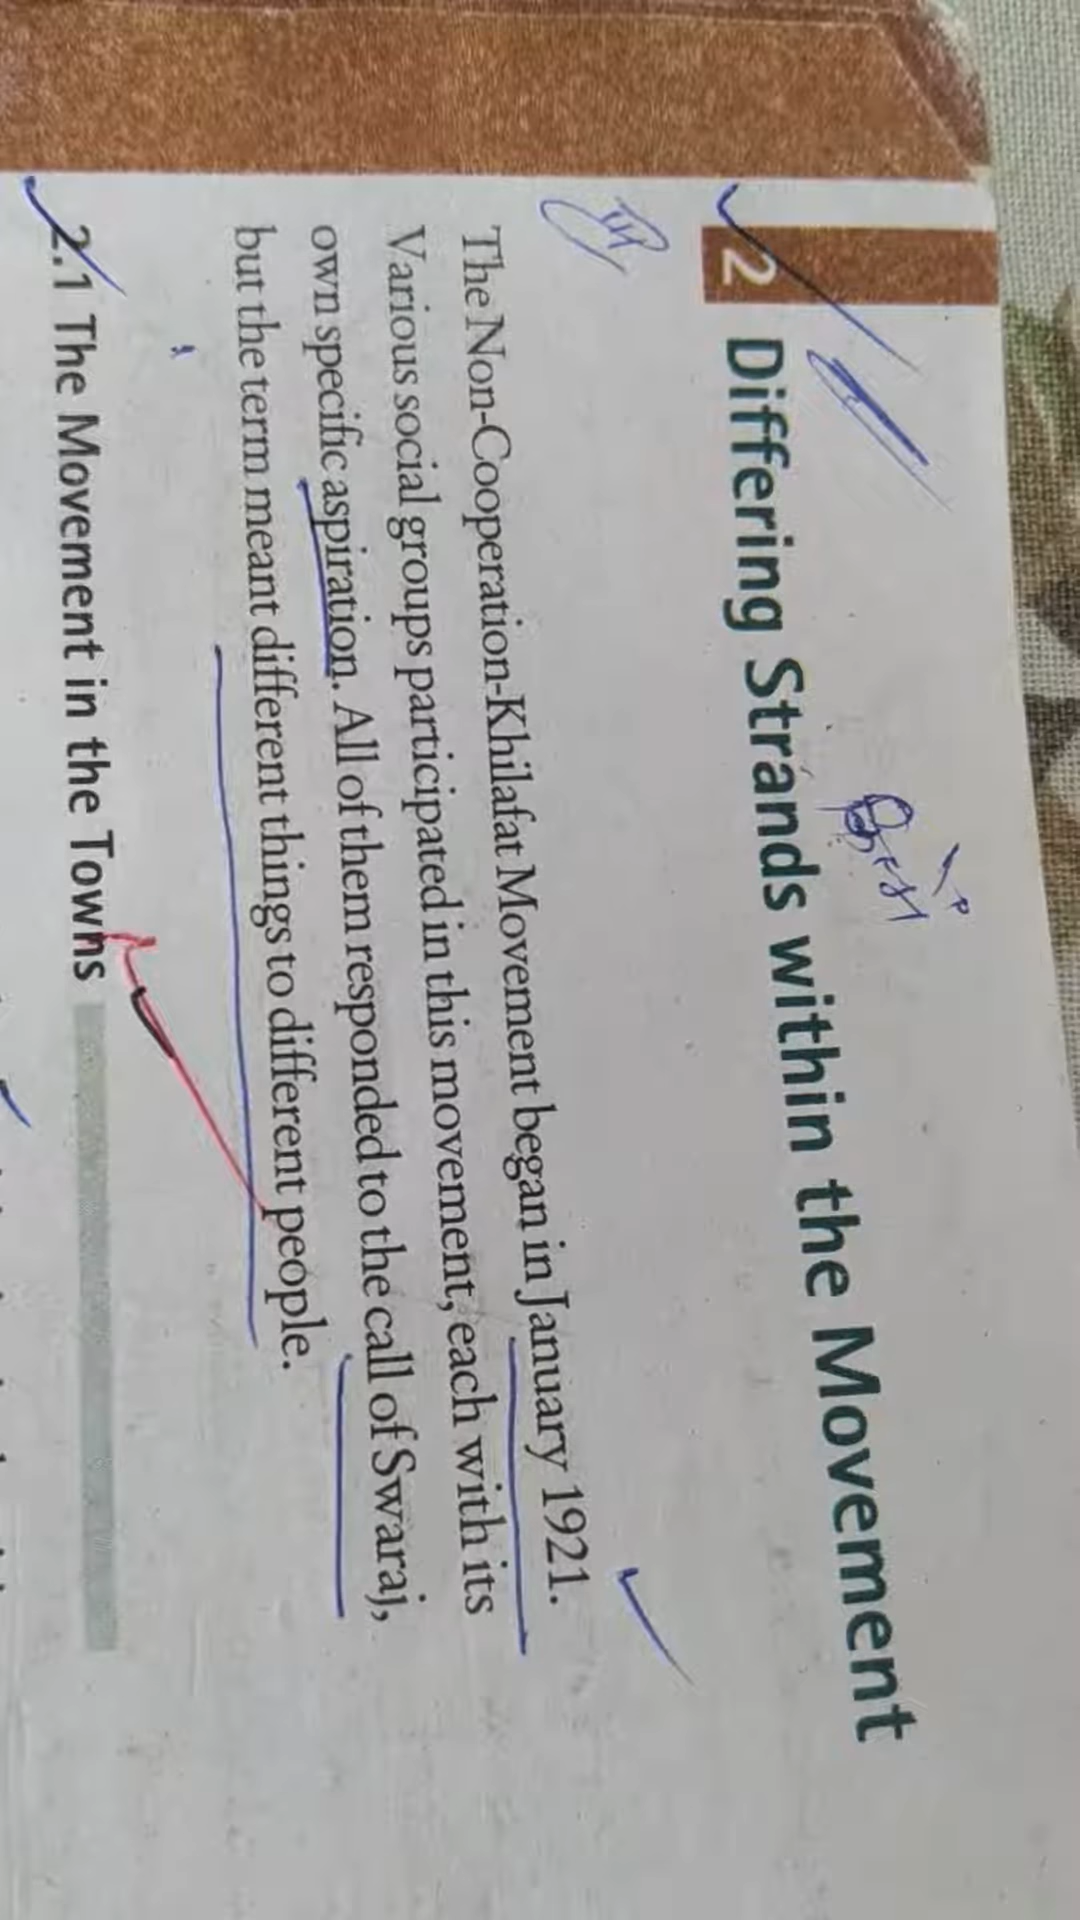 2 Differing Strands within the Movement
The Non-Cooperation-Khilafat Movement began in January 1921.
Various social groups participated in this movement, each with its
own specific aspiration. All of them responded to the call of Swaraj,
but the term meant different things to different people.
2.1 The Movement in the Towns